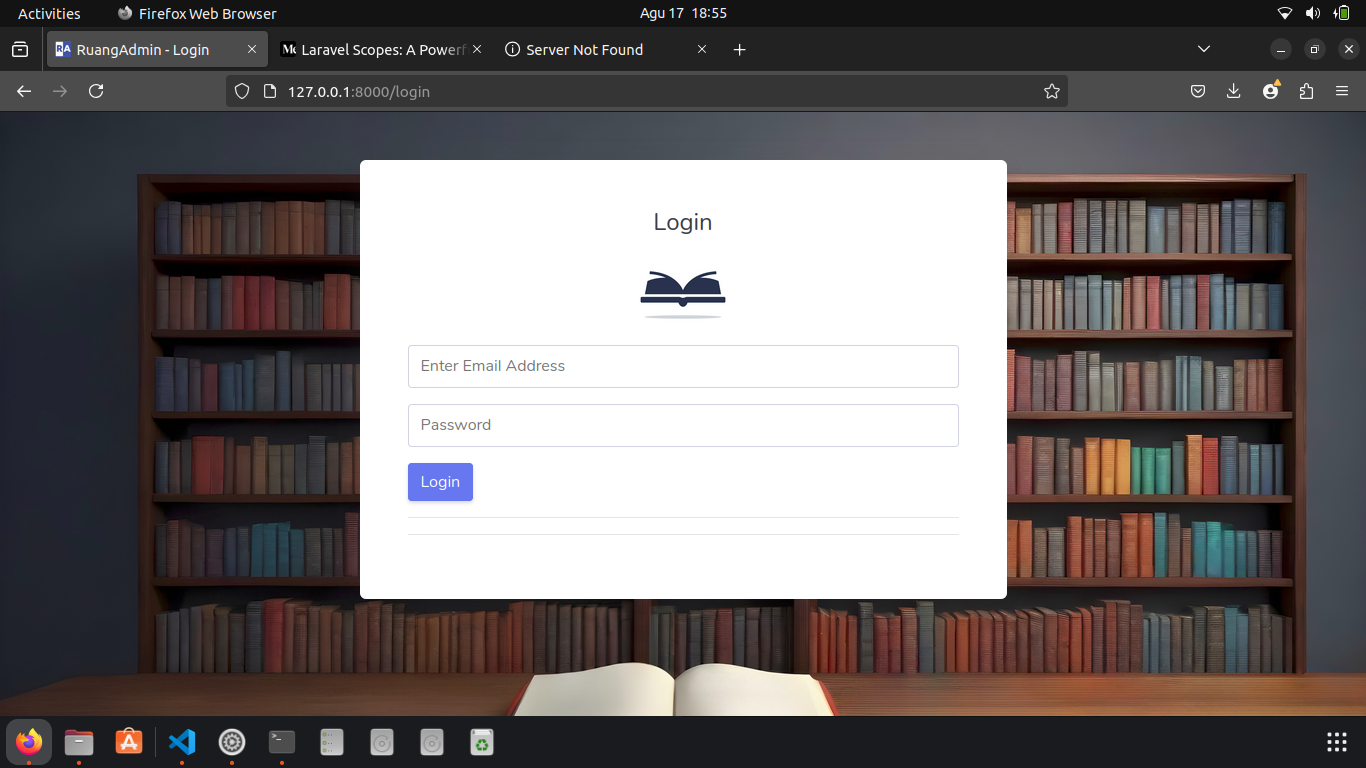 Activities
Firefox Web Browser
Agu 17 18:55
RA RuangAdmin - Login
Laravel Scopes: A Powerf
Server Not Found
127.0.0.1:8000/login
Login
Enter Email Address
Password
Login